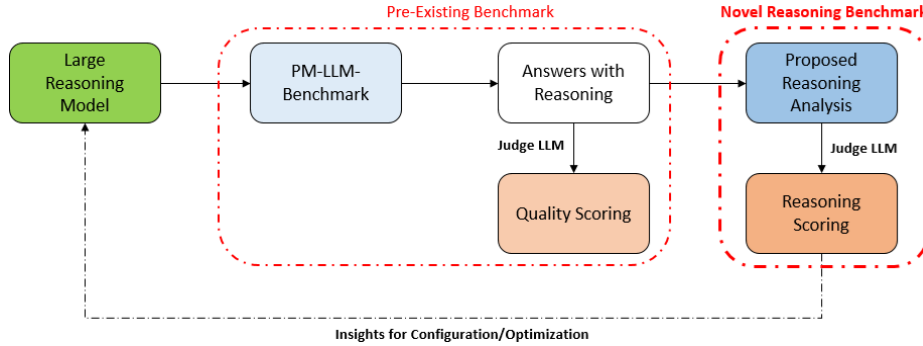 Pre-Existing Benchmark
Novel Reasoning Benchmark
Large
Reasoning
Model
PM-LLM-
Benchmark
Answers with
Reasoning
Proposed
Reasoning
Analysis
Judge LLM
Judge LLM
Quality Scoring
Reasoning
Scoring
Insights for Configuration/Optimization